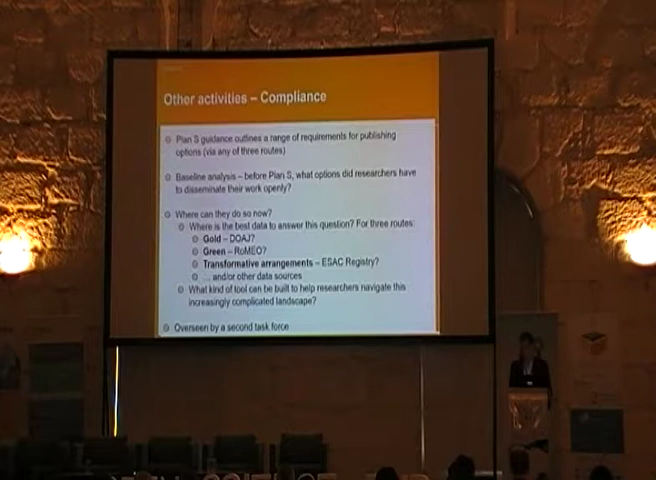 Other activities – Compliance
Plan S guidance outlines a range of requirements for publishing
options (via any of three routes)
Baseline analysis – before Plan S, what options did researchers have
to disseminate their work openly?
Where can they do so now?
Where is the best data to answer this question? For three routes:
Gold – DOAJ?
Green – RoMEO?
Transformative arrangements – ESAC Registry?
... and/or other data sources
What kind of tool can be built to help researchers navigate this
increasingly complicated landscape?
Overseen by a second task force